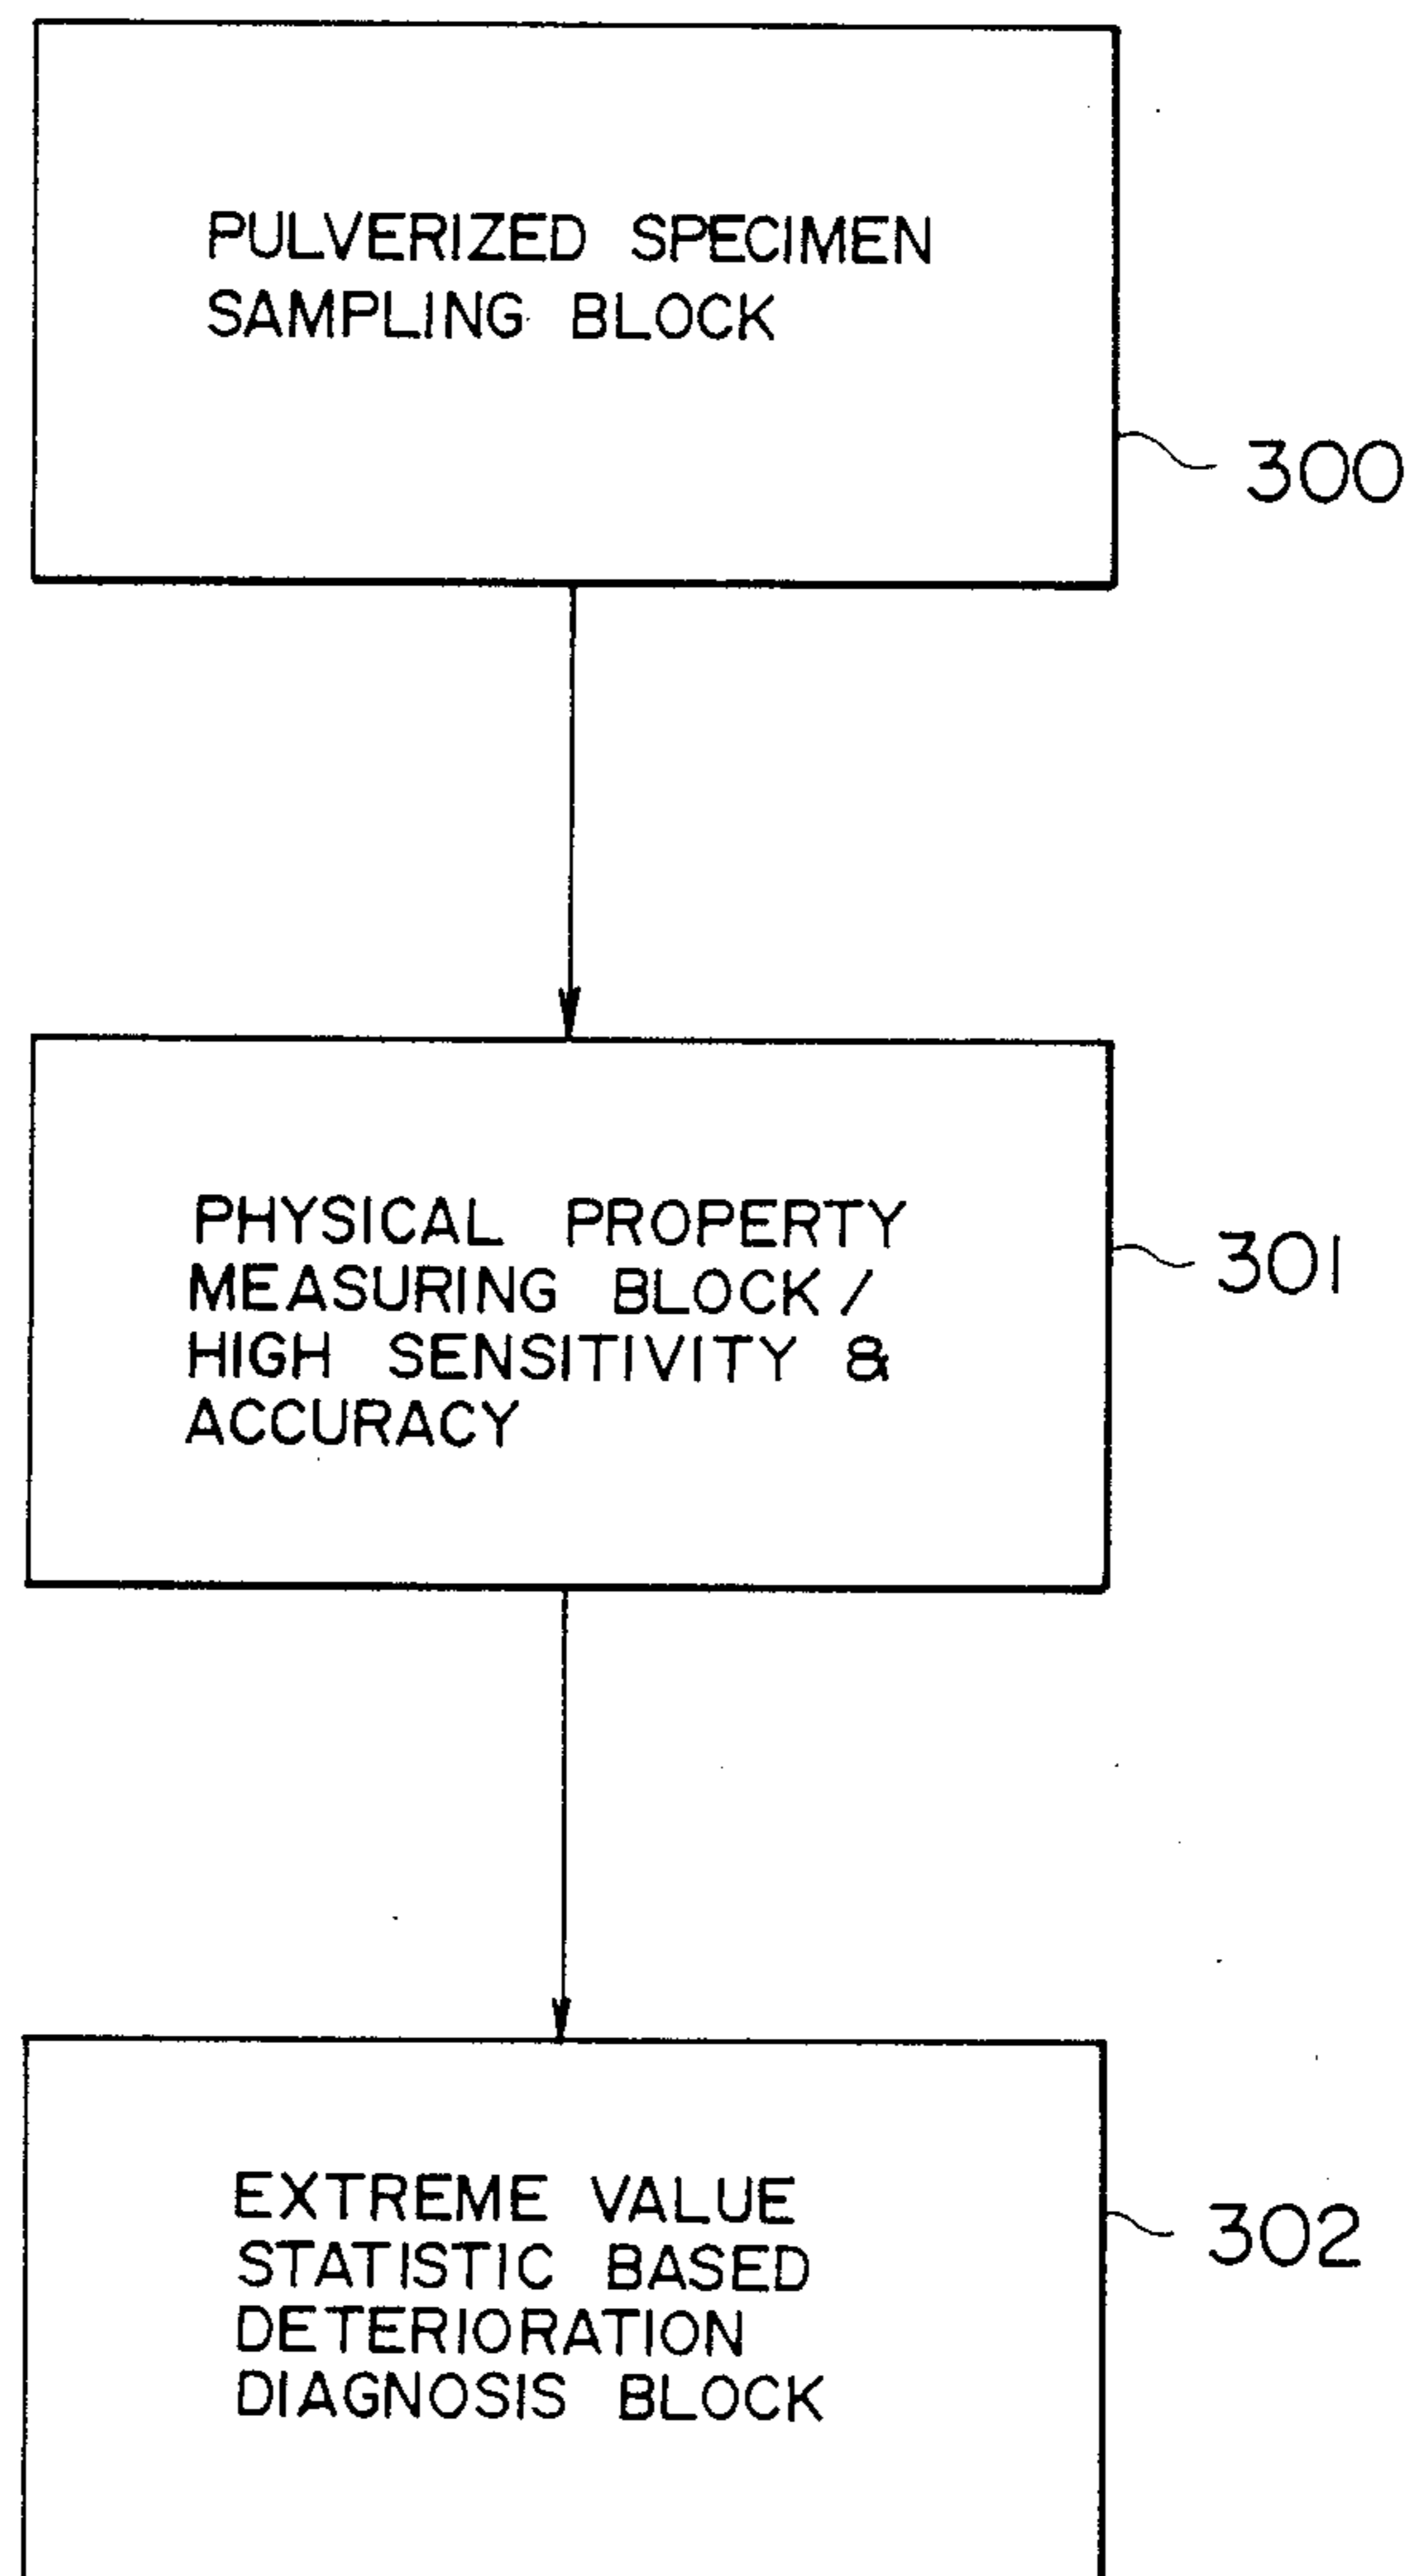 PULVERIZED SPECIMEN
SAMPLING BLOCK
300
PHYSICAL PROPERTY
MEASURING BLOCK /
HIGH SENSITIVITY &
ACCURACY
301
EXTREME VALUE
STATISTIC BASED
DETERIORATION
DIAGNOSIS BLOCK
302